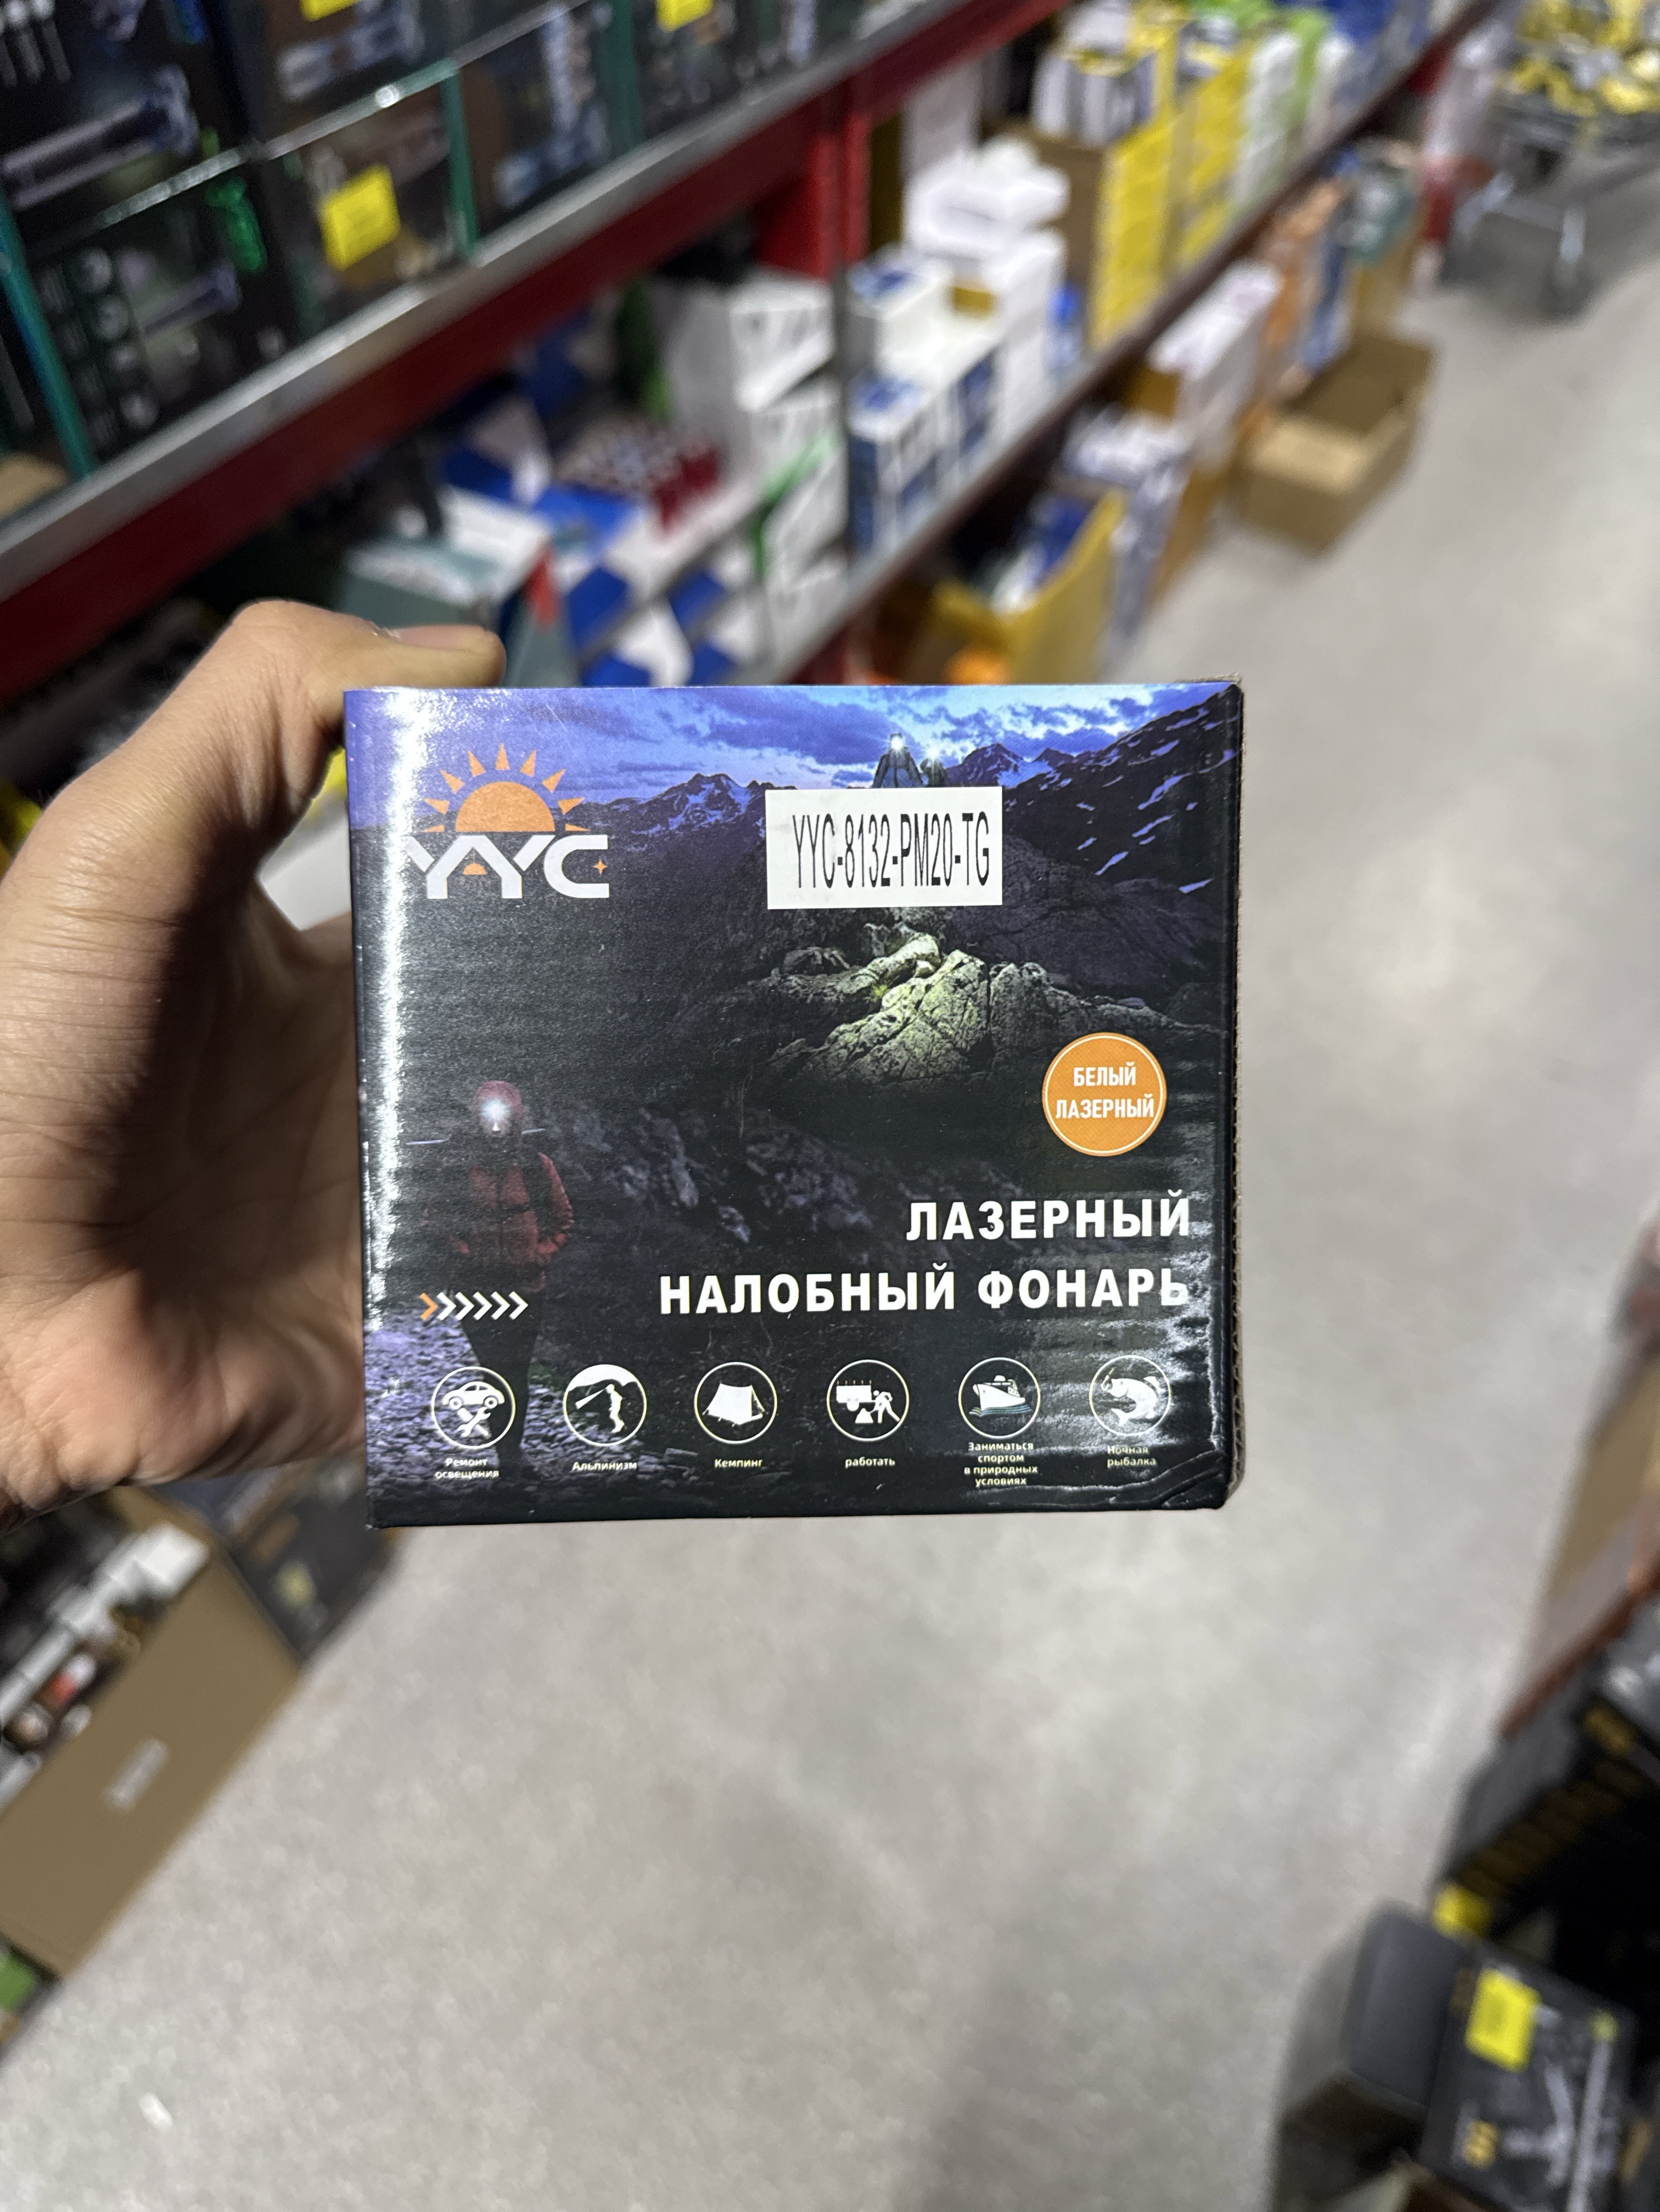 YYC
YYC-8132-PM20-TG
БЕЛЫЙ
ЛАЗЕРНЫЙ
ЛАЗЕРНЫЙ
НАЛОБНЫЙ ФОНАРЬ
Ремонт
освещения
Альпинизм
Кемпинг
работать
Заниматься
спортом
в природных
условиях
Ночная
рыбалка